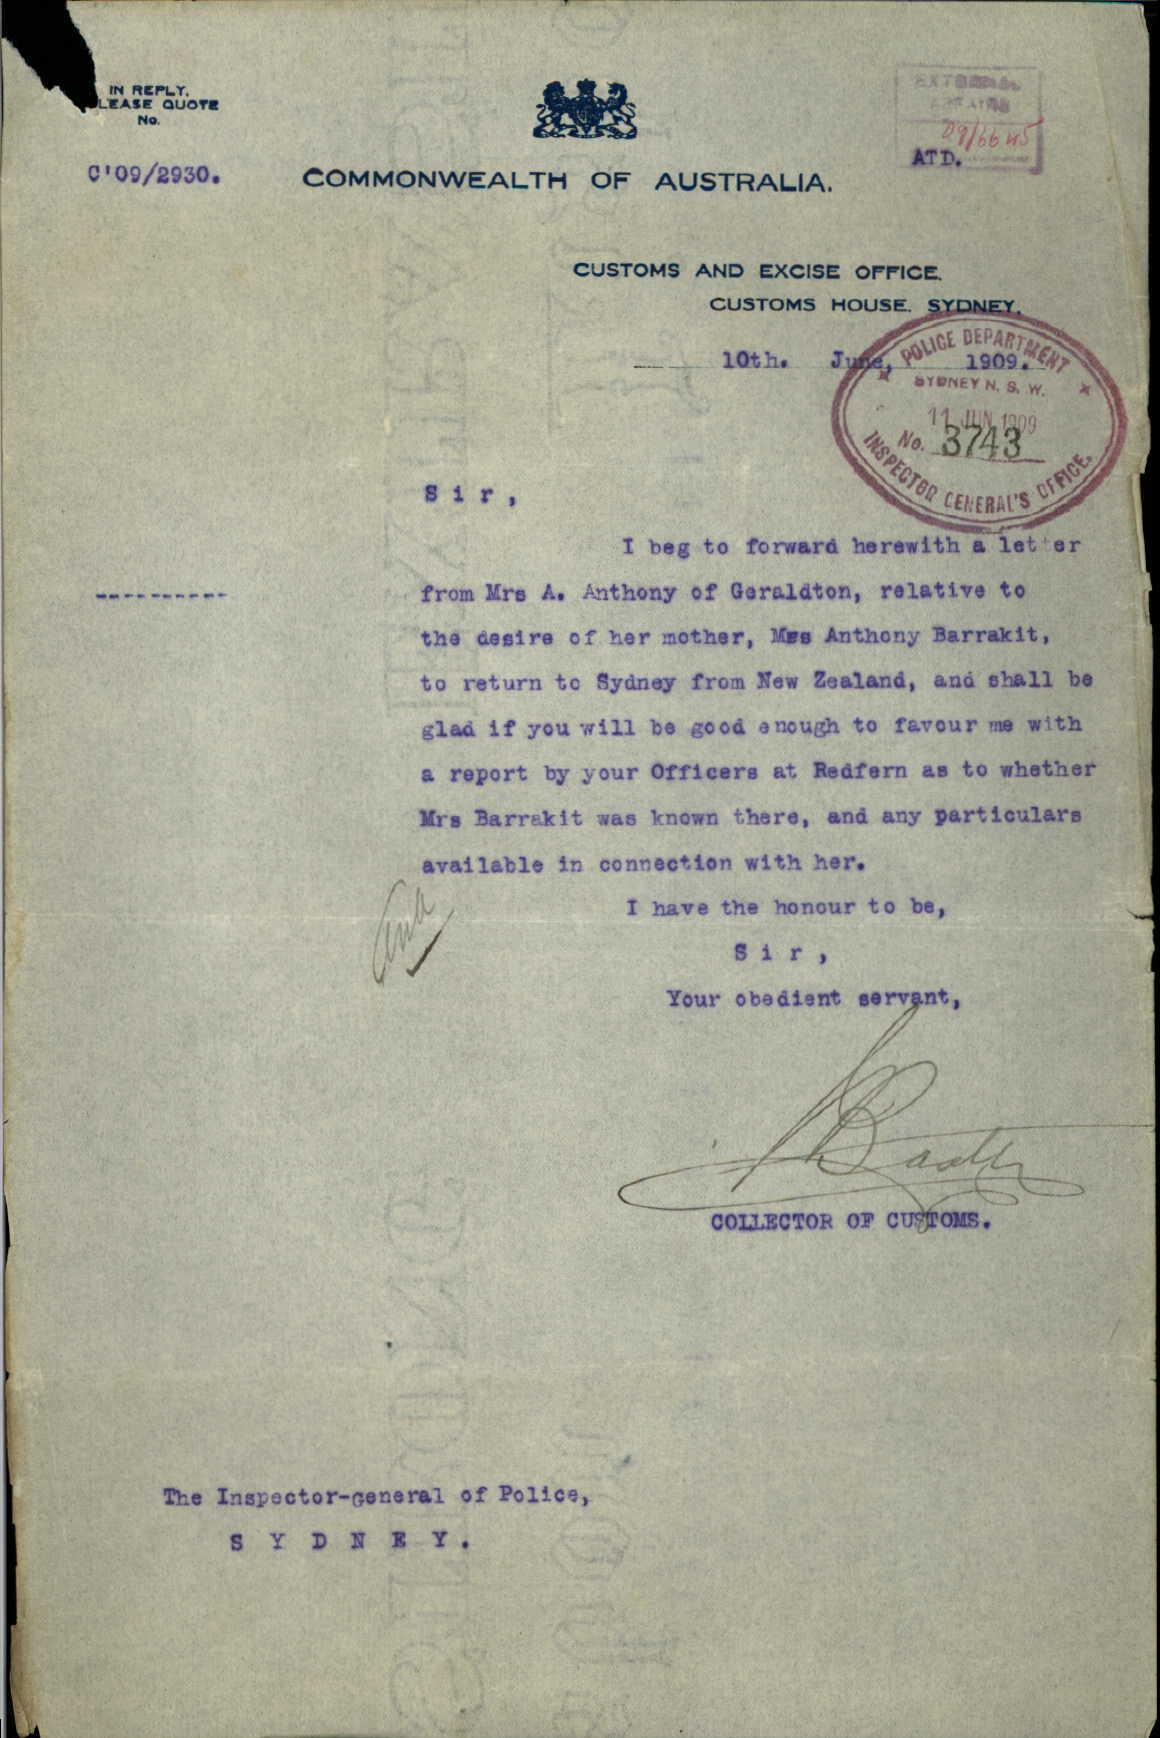 IN REPLY,
LEASE QUOTE
No.
C'09/2930.
EXTERNAL
AFFAIRS
ATD.
COMMONWEALTH OF AUSTRALIA.
CUSTOMS AND EXCISE OFFICE.
CUSTOMS HOUSE. SYDNEY.
10th. June, 1909.
POLICE DEPARTMENT
SYDNEY N. S. W.
11 JUN 1909
No. 3743
INSPECTOR GENERAL'S OFFICE.
Sir,
I beg to forward herewith a letter
from Mrs A. Anthony of Geraldton, relative to
the desire of her mother, Mrs Anthony Barrakit,
to return to Sydney from New Zealand, and shall be
glad if you will be good enough to favour me with
a report by your Officers at Redfern as to whether
Mrs Barrakit was known there, and any particulars
available in connection with her.
I have the honour to be,
Sir,
Your obedient servant,
COLLECTOR OF CUSTOMS.
The Inspector-General of Police,
SYDNEY.